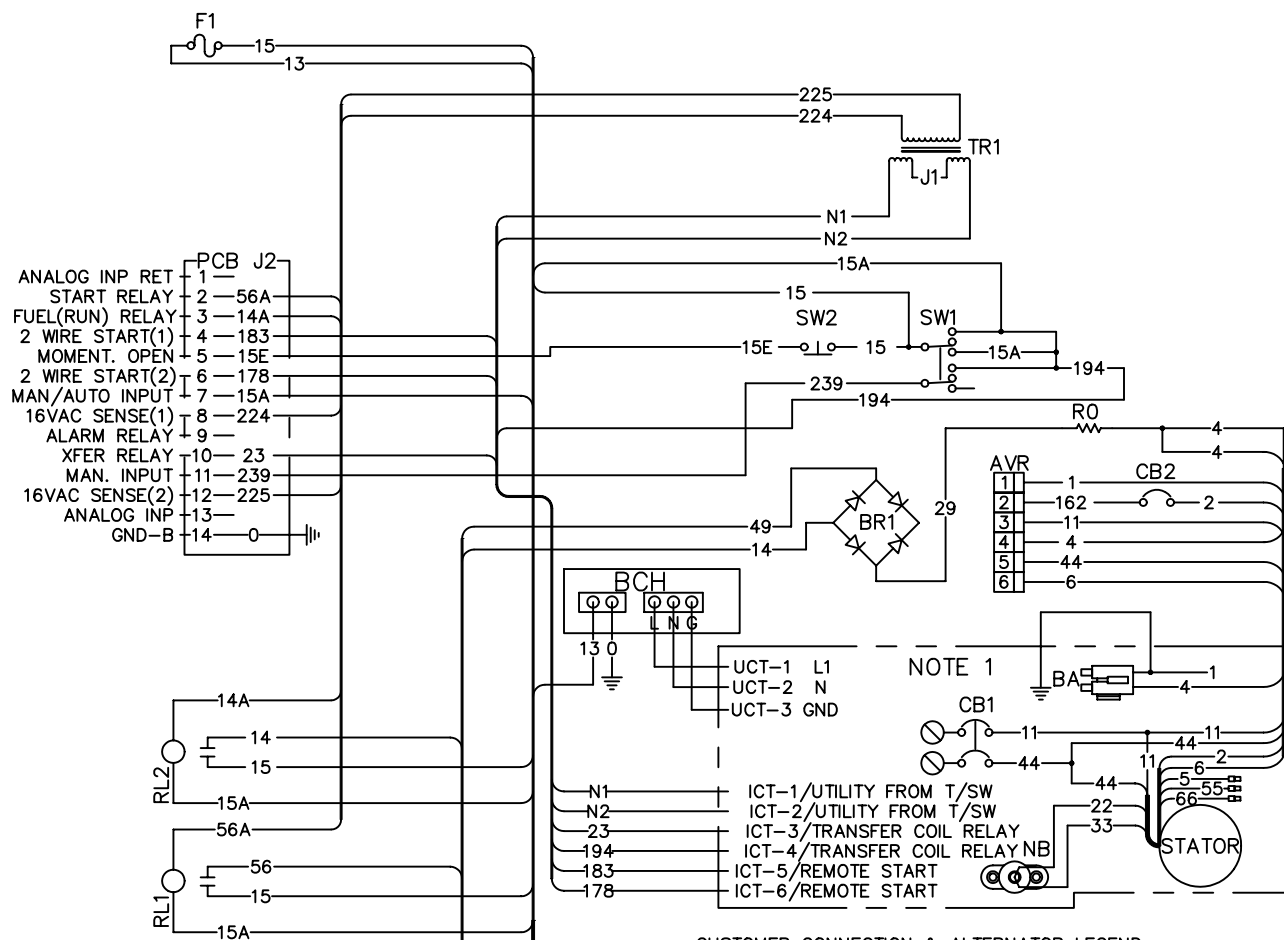 F1
15
13
225
224
TR1
J1
N1
N2
PCB J2
ANALOG INP RET 1
START RELAY 2 56A
FUEL(RUN) RELAY 3 14A
2 WIRE START(1) 4 183
MOMENT. OPEN 5 15E
2 WIRE START(2) 6 178
MAN/AUTO INPUT 7 15A
16VAC SENSE(1) 8 224
ALARM RELAY 9
XFER RELAY 10 23
MAN. INPUT 11 239
16VAC SENSE(2) 12 225
ANALOG INP 13
GND-B 14 0
15A
15
SW2 SW1
15E 15 15A
194
239
194
R0
4
4
AVR
1 1
2 162 CB2 2
3 11
4 4
5 44
6 6
29
49
BR1
14
BCH
L N G
13 0
UCT-1 L1
UCT-2 N
UCT-3 GND
NOTE 1
BA
1
4
CB1
11 11
44
44 11 2
6
44 5
55
22 66
33
STATOR
NB
14A
14
15
RL2
15A
56A
56
15
RL1
15A
N1 ICT-1/UTILITY FROM T/SW
N2 ICT-2/UTILITY FROM T/SW
23 ICT-3/TRANSFER COIL RELAY
194 ICT-4/TRANSFER COIL RELAY
183 ICT-5/REMOTE START
178 ICT-6/REMOTE START
CUSTOMER CONNECTION & ALTERNATOR LEGEND